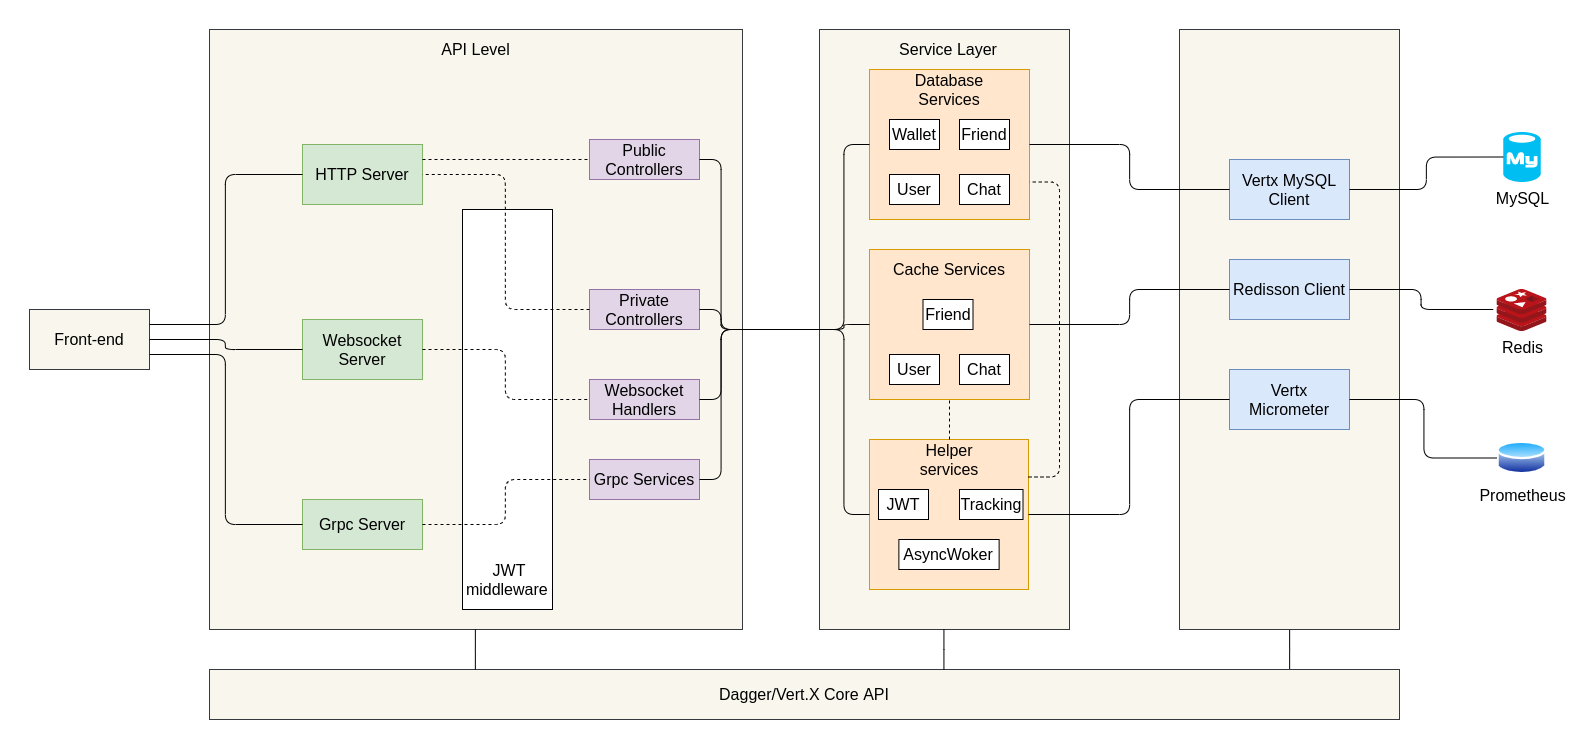 API Level
Service Layer
Database
Services
Wallet
Friend
User
Chat
Public
Controllers
HTTP Server
Vertx MySQL
Client
My
MySQL
Cache Services
Friend
User
Chat
Redisson Client
Redis
Private
Controllers
Front-end
Websocket
Server
Websocket
Handlers
Vertx
Micrometer
Helper
services
JWT
Tracking
AsyncWoker
Grpc Services
Prometheus
Grpc Server
JWT
middleware
Dagger/Vert.X Core API